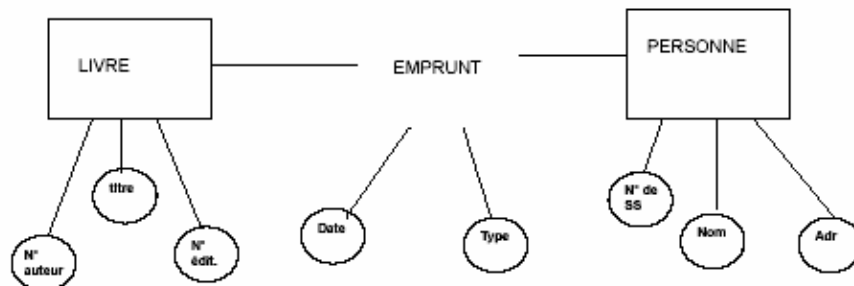 LIVRE
EMPRUNT
PERSONNE
titre
N° de
SS
Date
Type
Nom
Adr
N°
auteur
N°
édit.